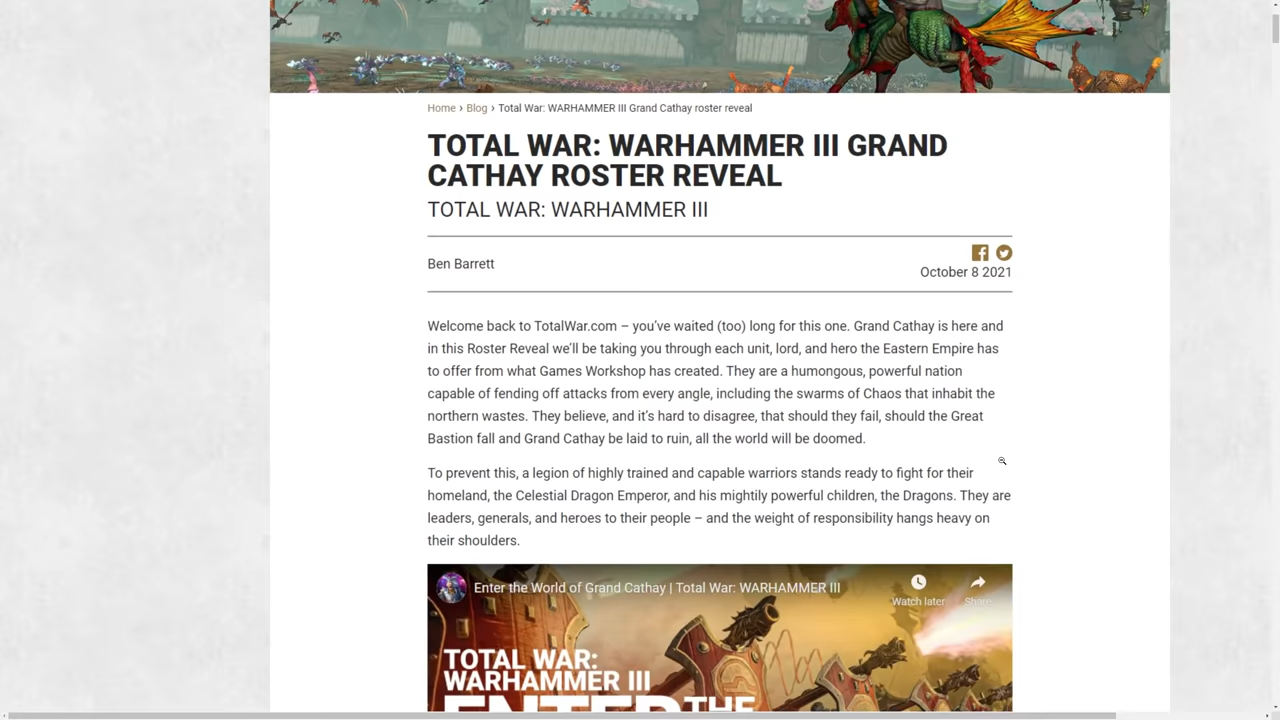 Home › Blog › Total War: WARHAMMER III Grand Cathay roster reveal
TOTAL WAR: WARHAMMER III GRAND
CATHAY ROSTER REVEAL
TOTAL WAR: WARHAMMER III
Ben Barrett
October 8 2021
Welcome back to TotalWar.com – you’ve waited (too) long for this one. Grand Cathay is here and
in this Roster Reveal we’ll be taking you through each unit, lord, and hero the Eastern Empire has
to offer from what Games Workshop has created. They are a humongous, powerful nation
capable of fending off attacks from every angle, including the swarms of Chaos that inhabit the
northern wastes. They believe, and it’s hard to disagree, that should they fail, should the Great
Bastion fall and Grand Cathay be laid to ruin, all the world will be doomed.
To prevent this, a legion of highly trained and capable warriors stands ready to fight for their
homeland, the Celestial Dragon Emperor, and his mightily powerful children, the Dragons. They are
leaders, generals, and heroes to their people – and the weight of responsibility hangs heavy on
their shoulders.
Enter the World of Grand Cathay | Total War: WARHAMMER III
Watch later
Share
TOTAL WAR:
WARHAMMER III
ENTER THE